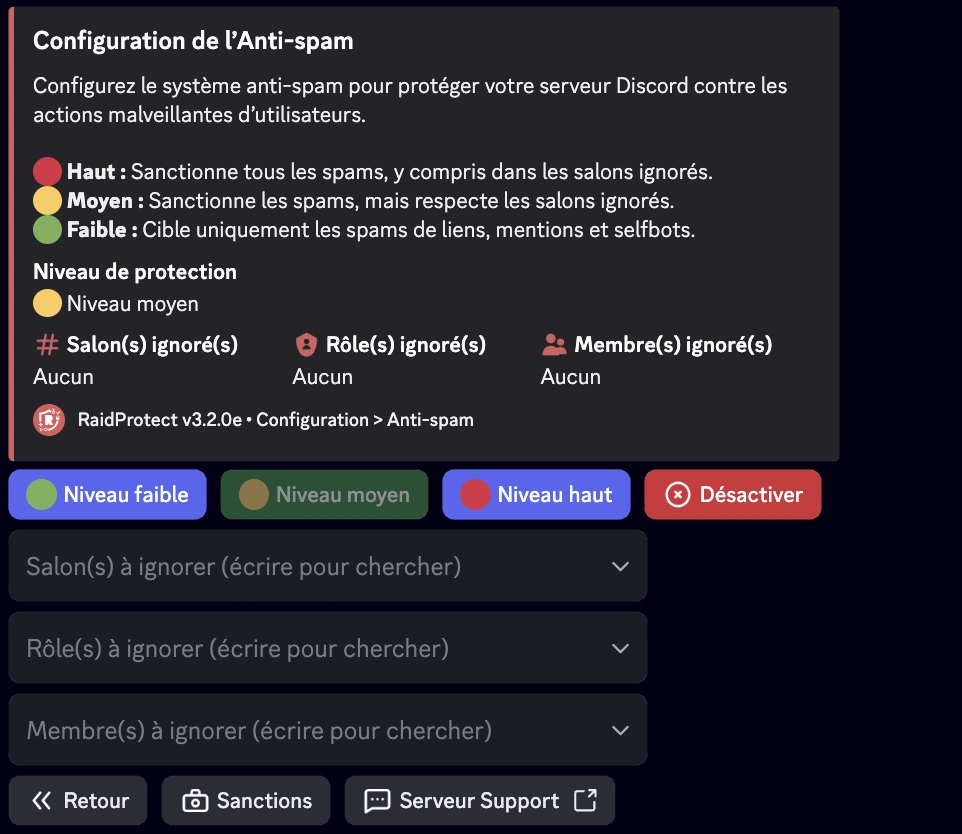 Configuration de l’Anti-spam
Configurez le système anti-spam pour protéger votre serveur Discord contre les
actions malveillantes d’utilisateurs.
Haut : Sanctionne tous les spams, y compris dans les salons ignorés.
Moyen : Sanctionne les spams, mais respecte les salons ignorés.
Faible : Cible uniquement les spams de liens, mentions et selfbots.
Niveau de protection
Niveau moyen
Salon(s) ignoré(s) Rôle(s) ignoré(s) Membre(s) ignoré(s)
Aucun Aucun Aucun
RaidProtect v3.2.0e • Configuration > Anti-spam
Niveau faible Niveau moyen Niveau haut Désactiver
Salon(s) à ignorer (écrire pour chercher)
Rôle(s) à ignorer (écrire pour chercher)
Membre(s) à ignorer (écrire pour chercher)
Retour Sanctions Serveur Support